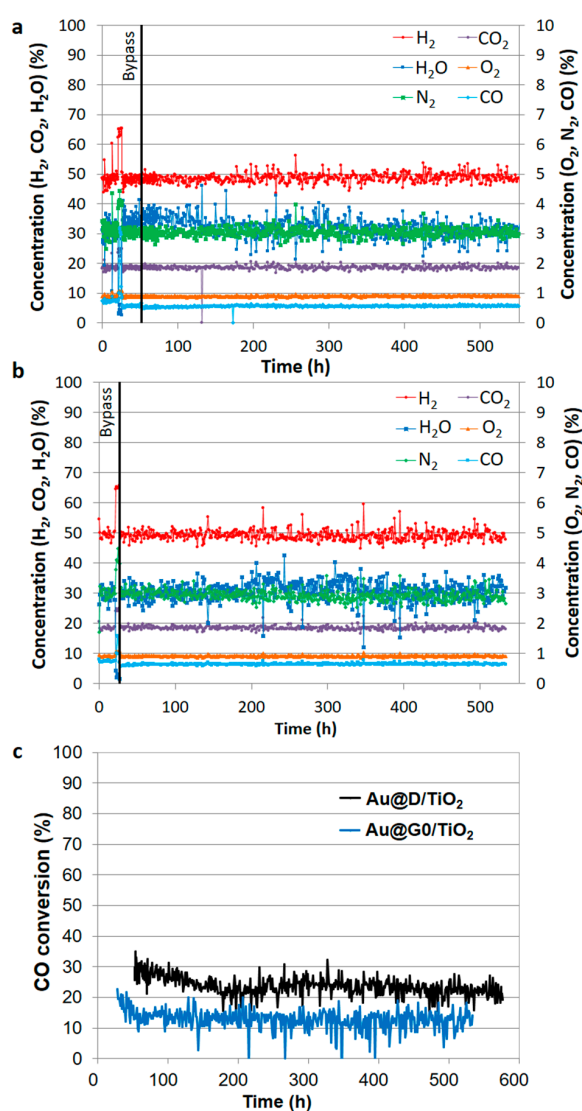 a
Concentration (H2, CO2, H2O) (%)
100
90
80
70
60
50
40
30
20
10
0
Bypass
H2
CO2
H2O
O2
N2
CO
10
9
8
7
6
5
4
3
2
1
0
Concentration (O2, N2, CO) (%)
0
100
200
300
400
500
Time (h)
b
Concentration (H2, CO2, H2O) (%)
100
90
80
70
60
50
40
30
20
10
0
Bypass
H2
CO2
H2O
O2
N2
CO
10
9
8
7
6
5
4
3
2
1
0
Concentration (O2, N2, CO) (%)
0
100
200
300
400
500
Time (h)
c
CO conversion (%)
100
90
80
70
60
50
40
30
20
10
0
Au@D/TiO2
Au@G0/TiO2
0
100
200
300
400
500
600
Time (h)